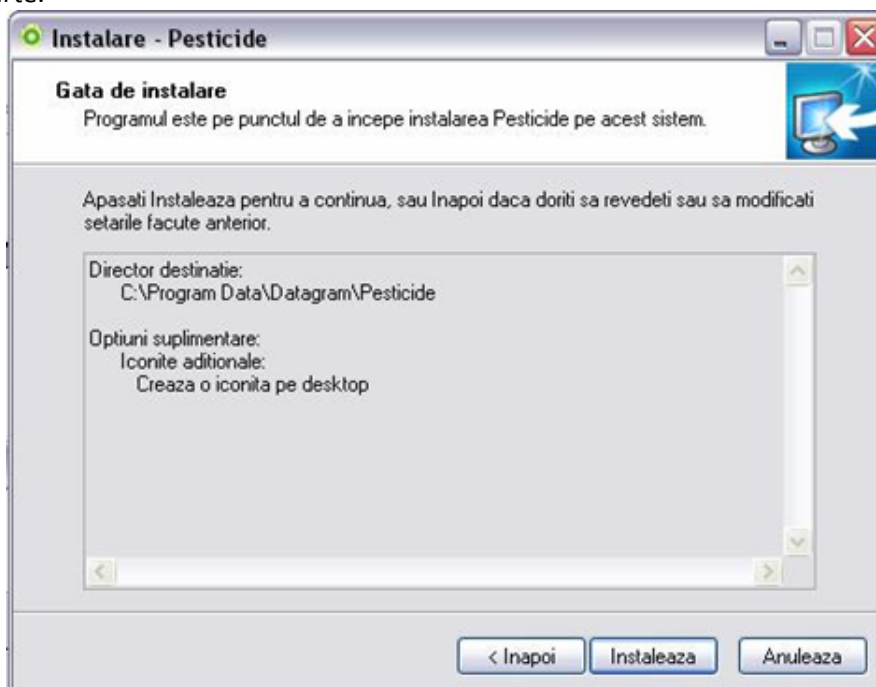 Instalare - Pesticide
Gata de instalare
Programul este pe punctul de a incepe instalarea Pesticide pe acest sistem.
Apasati Instaleaza pentru a continua, sau Inapoi daca doriti sa revedeti sau sa modificati
setarile facute anterior.
Director destinatie:
C:\Program Data\Datagram\Pesticide
Optiuni suplimentare:
Iconite aditionale:
Creaza o iconita pe desktop
< Inapoi
Instaleaza
Anuleaza